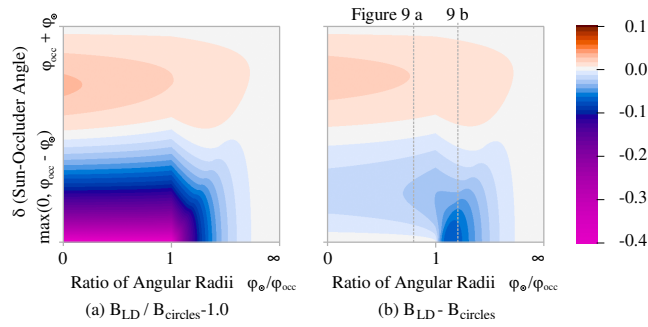 Figure 9 a
9 b
δ (Sun-Occluder Angle)
φocc + φ⊙
max(0, φocc - φ⊙)
0
1
∞
0
1
∞
Ratio of Angular Radii φ⊙/φocc
Ratio of Angular Radii φ⊙/φocc
(a) BLD / Bcircles-1.0
(b) BLD - Bcircles
0.1
0.0
-0.1
-0.2
-0.3
-0.4